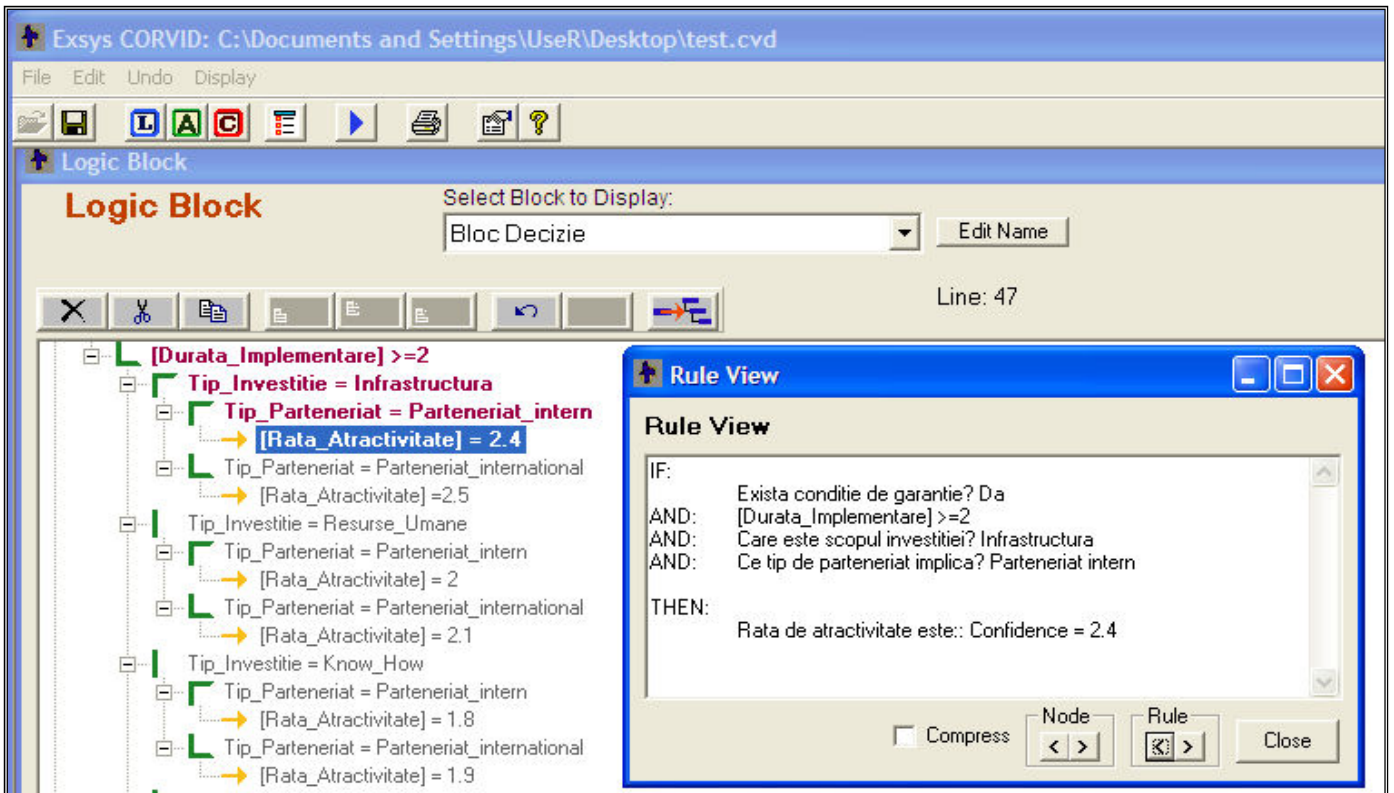 Exsys CORVID: C:\Documents and Settings\UseR\Desktop\test.cvd
File Edit Undo Display
L A C
Logic Block
Logic Block
Select Block to Display:
Bloc Decizie
Edit Name
Line: 47
[Durata_Implementare] >=2
Tip_Investitie = Infrastructura
Tip_Parteneriat = Parteneriat_intern
[Rata_Atractivitate] = 2.4
Tip_Parteneriat = Parteneriat_international
[Rata_Atractivitate] =2.5
Tip_Investitie = Resurse_Umane
Tip_Parteneriat = Parteneriat_intern
[Rata_Atractivitate] = 2
Tip_Parteneriat = Parteneriat_international
[Rata_Atractivitate] = 2.1
Tip_Investitie = Know_How
Tip_Parteneriat = Parteneriat_intern
[Rata_Atractivitate] = 1.8
Tip_Parteneriat = Parteneriat_international
[Rata_Atractivitate] = 1.9
Rule View
Rule View
IF:
Exista conditie de garantie? Da
AND: [Durata_Implementare] >=2
AND: Care este scopul investitiei? Infrastructura
AND: Ce tip de parteneriat implica? Parteneriat intern
THEN:
Rata de atractivitate este:: Confidence = 2.4
Compress
Node
< >
Rule
< >
Close